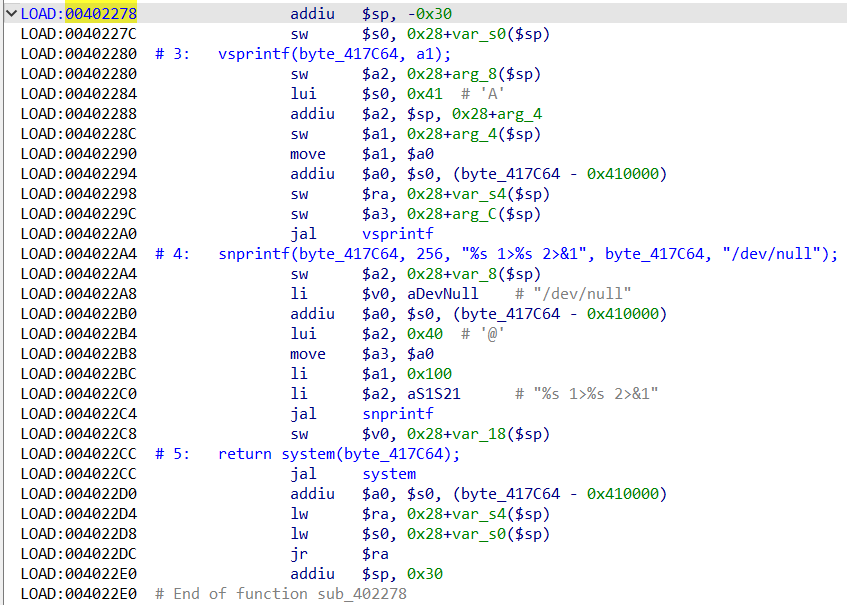 LOAD:00402278 addiu $sp, -0x30
LOAD:0040227C sw $s0, 0x28+var_s0($sp)
LOAD:00402280 # 3: vsprintf(byte_417C64, a1);
LOAD:00402280 sw $a2, 0x28+arg_8($sp)
LOAD:00402284 lui $s0, 0x41 # 'A'
LOAD:00402288 addiu $a2, $sp, 0x28+arg_4
LOAD:0040228C sw $a1, 0x28+arg_4($sp)
LOAD:00402290 move $a1, $a0
LOAD:00402294 addiu $a0, $s0, (byte_417C64 - 0x410000)
LOAD:00402298 sw $ra, 0x28+var_s4($sp)
LOAD:0040229C sw $a3, 0x28+arg_C($sp)
LOAD:004022A0 jal vsprintf
LOAD:004022A4 # 4: snprintf(byte_417C64, 256, "%s 1>%s 2>&1", byte_417C64, "/dev/null");
LOAD:004022A4 sw $a2, 0x28+var_8($sp)
LOAD:004022A8 li $v0, aDevNull # "/dev/null"
LOAD:004022B0 addiu $a0, $s0, (byte_417C64 - 0x410000)
LOAD:004022B4 lui $a2, 0x40 # '@'
LOAD:004022B8 move $a3, $a0
LOAD:004022BC li $a1, 0x100
LOAD:004022C0 li $a2, aS1S21 # "%s 1>%s 2>&1"
LOAD:004022C4 jal snprintf
LOAD:004022C8 sw $v0, 0x28+var_18($sp)
LOAD:004022CC # 5: return system(byte_417C64);
LOAD:004022CC jal system
LOAD:004022D0 addiu $a0, $s0, (byte_417C64 - 0x410000)
LOAD:004022D4 lw $ra, 0x28+var_s4($sp)
LOAD:004022D8 lw $s0, 0x28+var_s0($sp)
LOAD:004022DC jr $ra
LOAD:004022E0 addiu $sp, 0x30
LOAD:004022E0 # End of function sub_402278